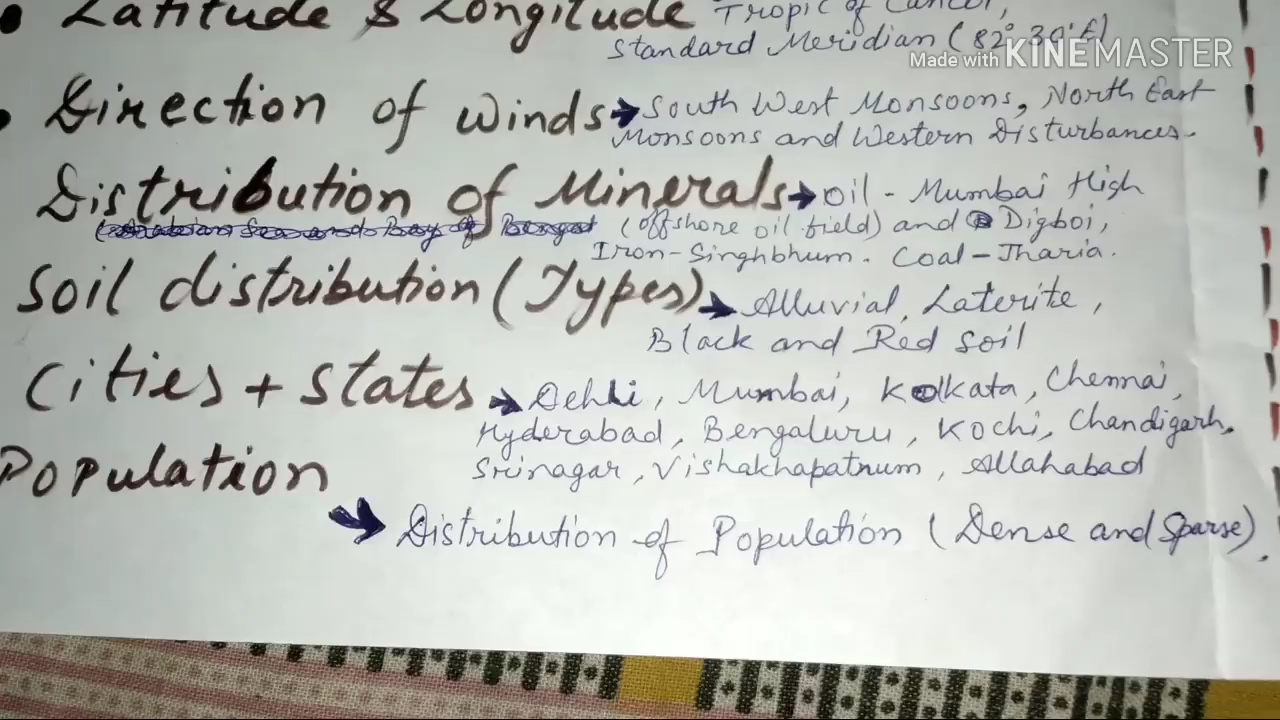 • Latitude & Longitude Tropic of Cancer,
Standard Meridian (82° 30' E)
Made with KINEMASTER
• Direction of winds → South West Monsoons, North East
Monsoons and Western Disturbances.
Distribution of Minerals → Oil - Mumbai High
(Offshore oil field) and Digboi,
Iron-Singhbhum. Coal-Jharia.
Soil distribution (Types) → Alluvial, Laterite,
Black and Red Soil
Cities + States → Dehli, Mumbai, Kolkata, Chennai,
Hyderabad, Bengaluru, Kochi, Chandigarh,
Srinagar, Vishakhapatnum, Allahabad
Population
→ Distribution of Population (Dense and Sparse).